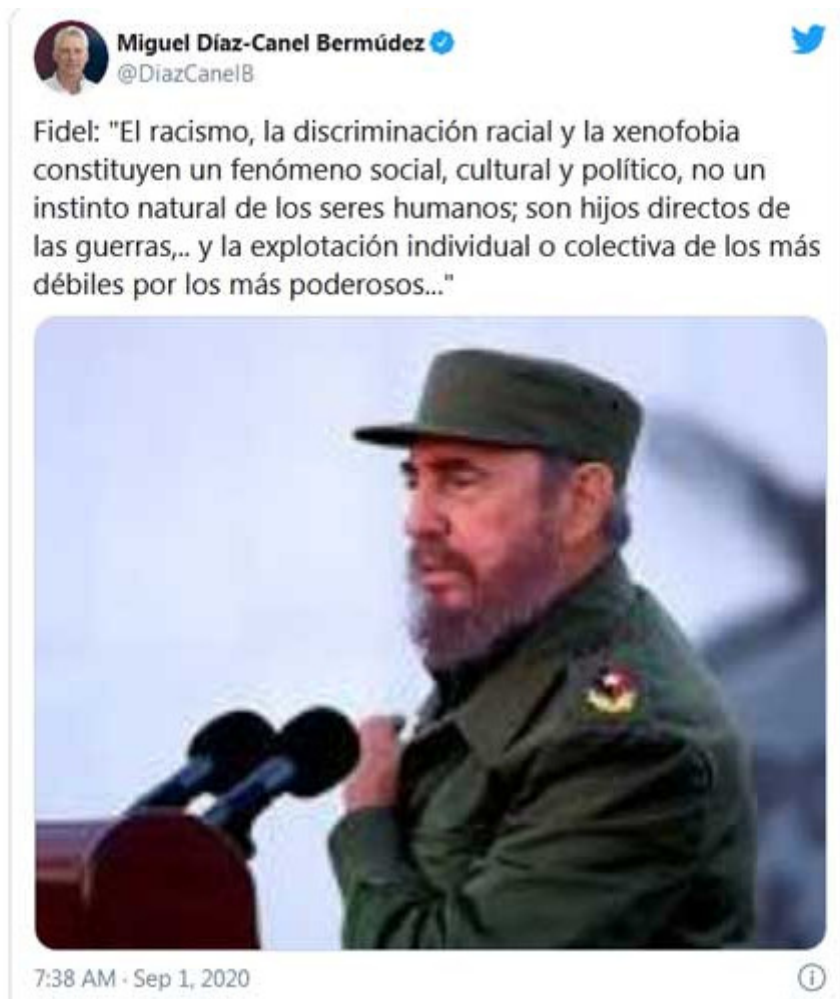 Miguel Díaz-Canel Bermúdez
@DiazCanelB
Fidel: "El racismo, la discriminación racial y la xenofobia
constituyen un fenómeno social, cultural y político, no un
instinto natural de los seres humanos; son hijos directos de
las guerras,.. y la explotación individual o colectiva de los más
débiles por los más poderosos..."
7:38 AM · Sep 1, 2020